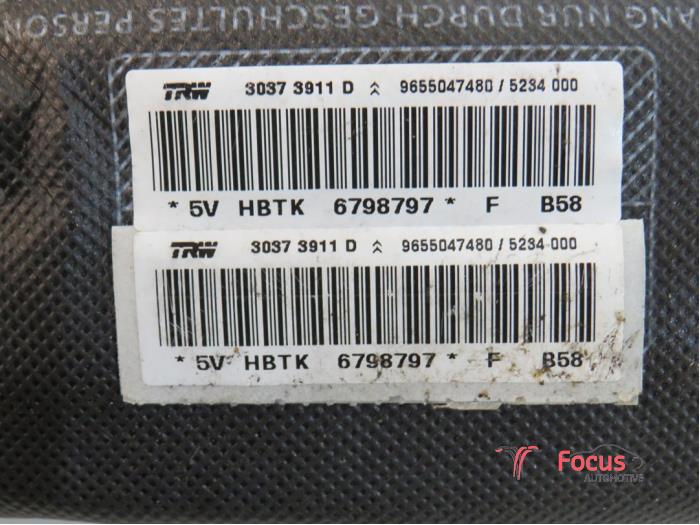 ANG NUR DURCH GESCHULTES PERSON
TRW 3037 3911 D 9655047480 / 5234 000
* 5V HBTK 6798797 * F B58
TRW 3037 3911 D 9655047480 / 5234 000
* 5V HBTK 6798797 * F B58
Focus
AUTOMOTIVE